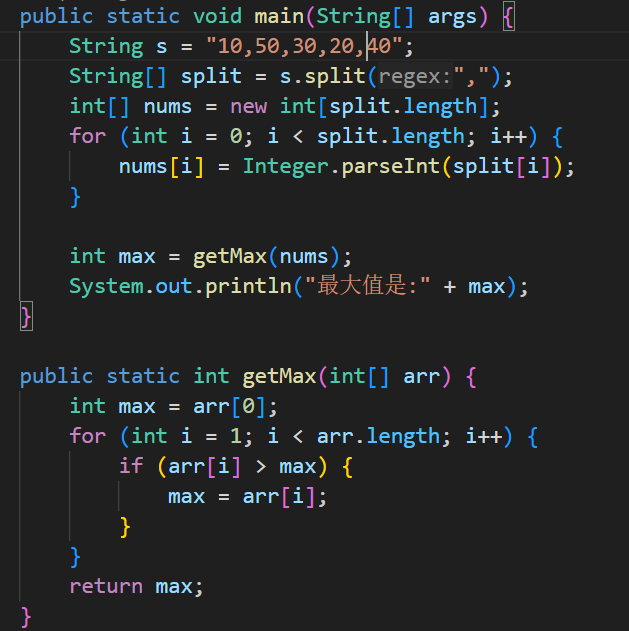 public static void main(String[] args) {
    String s = "10,50,30,20,40";
    String[] split = s.split(regex:",");
    int[] nums = new int[split.length];
    for (int i = 0; i < split.length; i++) {
        nums[i] = Integer.parseInt(split[i]);
    }
    int max = getMax(nums);
    System.out.println("最大值是:" + max);
}
public static int getMax(int[] arr) {
    int max = arr[0];
    for (int i = 1; i < arr.length; i++) {
        if (arr[i] > max) {
            max = arr[i];
        }
    }
    return max;
}